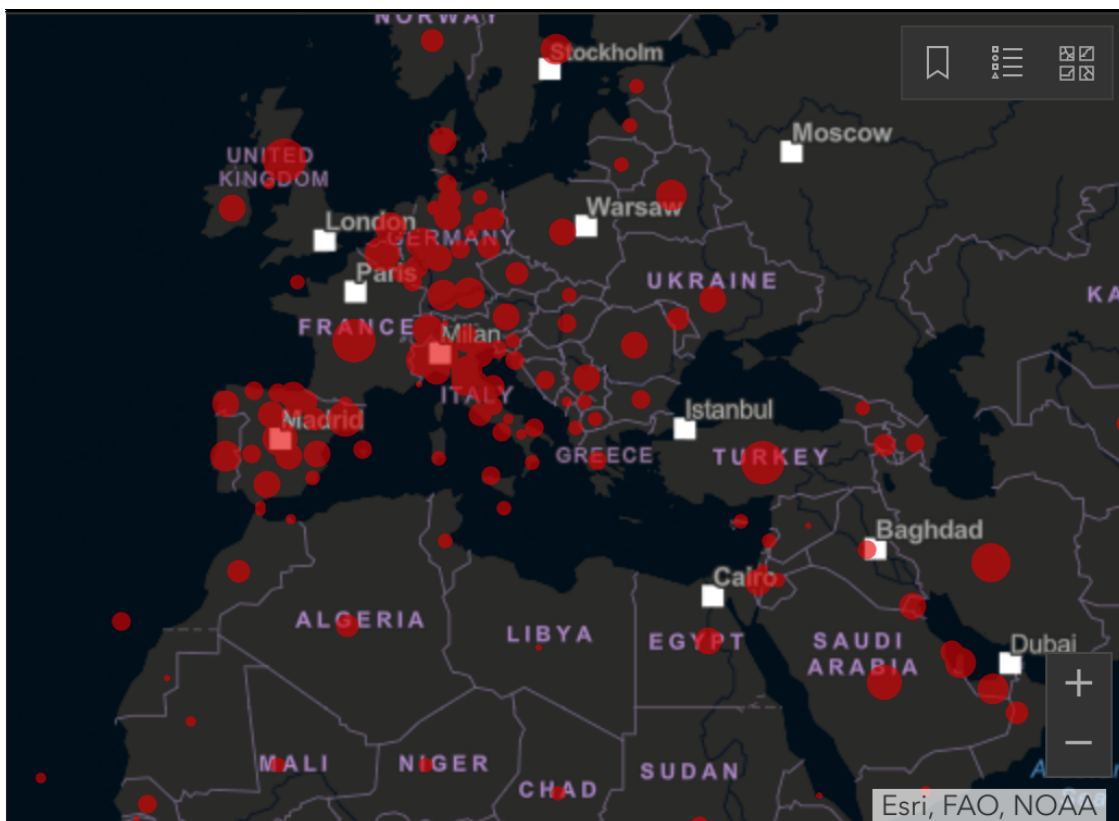 NORWAY
Stockholm
Moscow
UNITED
KINGDOM
London
Warsaw
GERMANY
Paris
UKRAINE
KA
FRANCE
Milan
ITALY
Madrid
Istanbul
GREECE
TURKEY
Baghdad
Cairo
ALGERIA
LIBYA
EGYPT
SAUDI
ARABIA
Dubai
MALI
NIGER
CHAD
SUDAN
Esri, FAO, NOAA